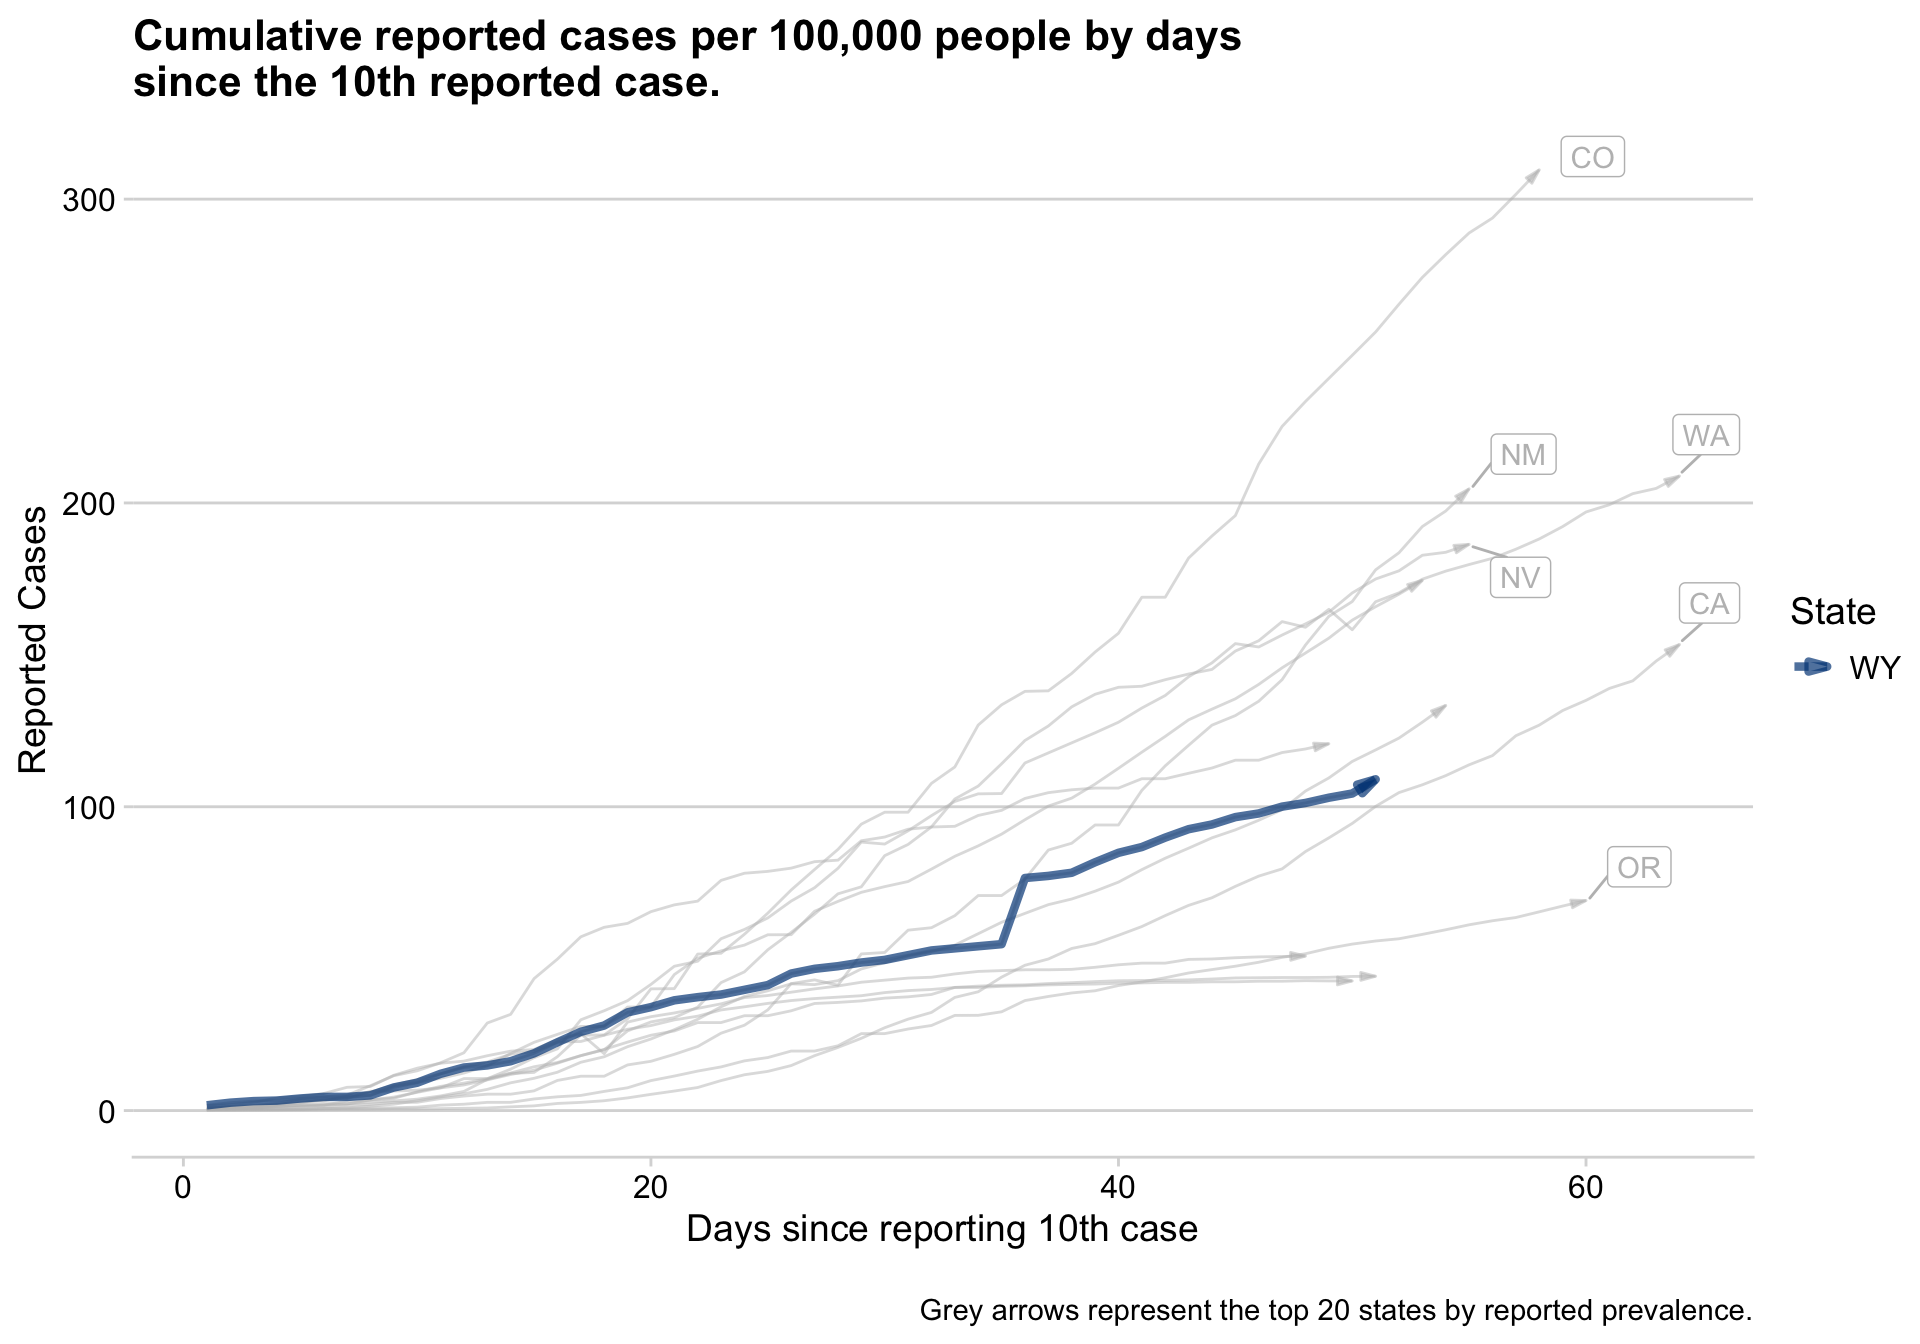 Cumulative reported cases per 100,000 people by days
since the 10th reported case.
CO
300
WA
NM
200
NV
CA
Reported Cases
State
WY
100
OR
0
0 20 40 60
Days since reporting 10th case
Grey arrows represent the top 20 states by reported prevalence.